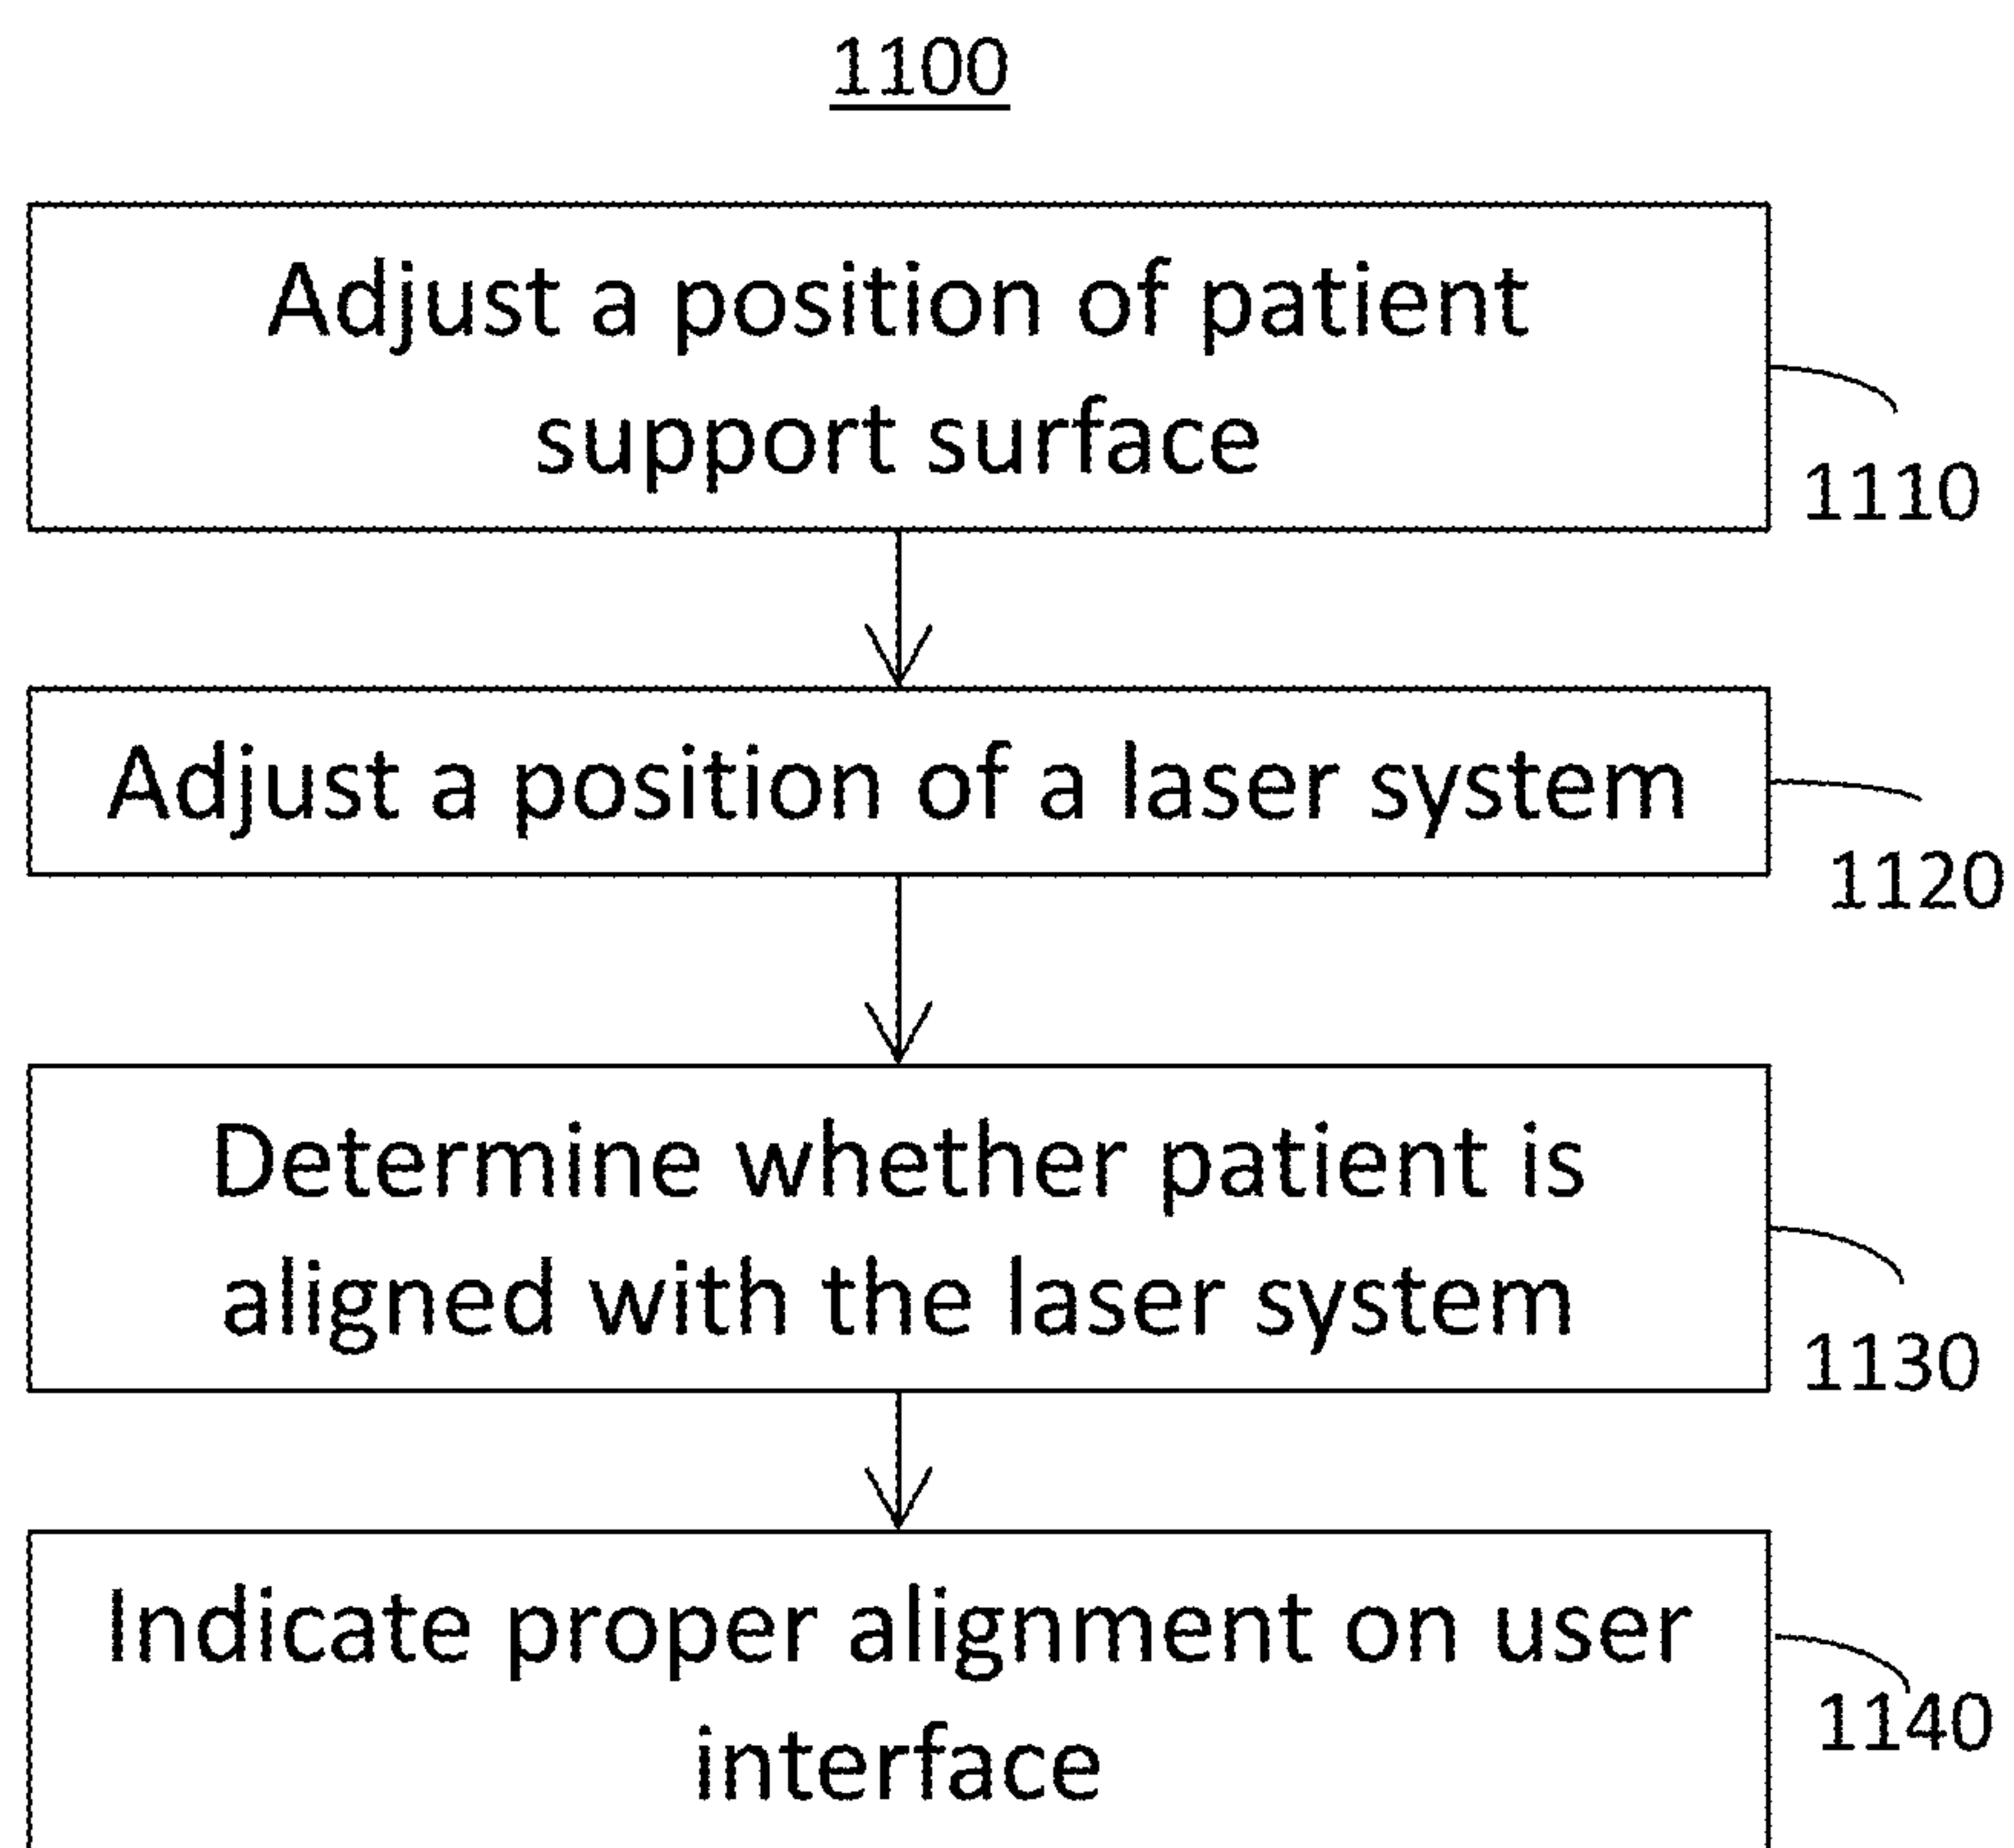 1100
Adjust a position of patient
support surface
1110
Adjust a position of a laser system
1120
Determine whether patient is
aligned with the laser system
1130
Indicate proper alignment on user
interface
1140